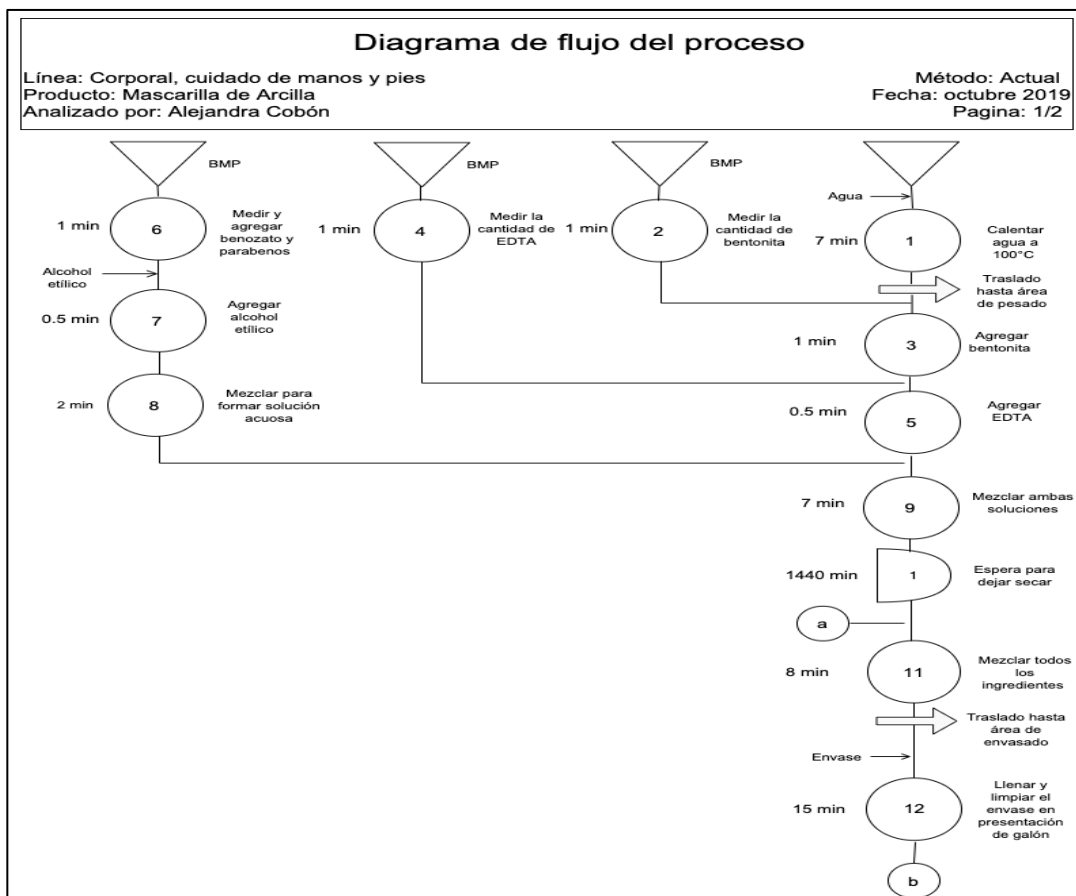 Diagrama de flujo del proceso
Línea: Corporal, cuidado de manos y pies
Método: Actual
Producto: Mascarilla de Arcilla
Fecha: octubre 2019
Analizado por: Alejandra Cobón
Pagina: 1/2
BMP
BMP
BMP
Agua
1 min
6
Medir y
agregar
benozato y
parabenos
1 min
4
Medir la
cantidad de
EDTA
1 min
2
Medir la
cantidad de
bentonita
7 min
1
Calentar
agua a
100°C
Alcohol
etílico
Traslado
hasta área
de pesado
0.5 min
7
Agregar
alcohol
etílico
1 min
3
Agregar
bentonita
2 min
8
Mezclar para
formar solución
acuosa
0.5 min
5
Agregar
EDTA
7 min
9
Mezclar ambas
soluciones
1440 min
1
Espera para
dejar secar
a
8 min
11
Mezclar todos
los
ingredientes
Traslado hasta
área de
envasado
Envase
15 min
12
Llenar y
limpiar el
envase en
presentación
de galón
b